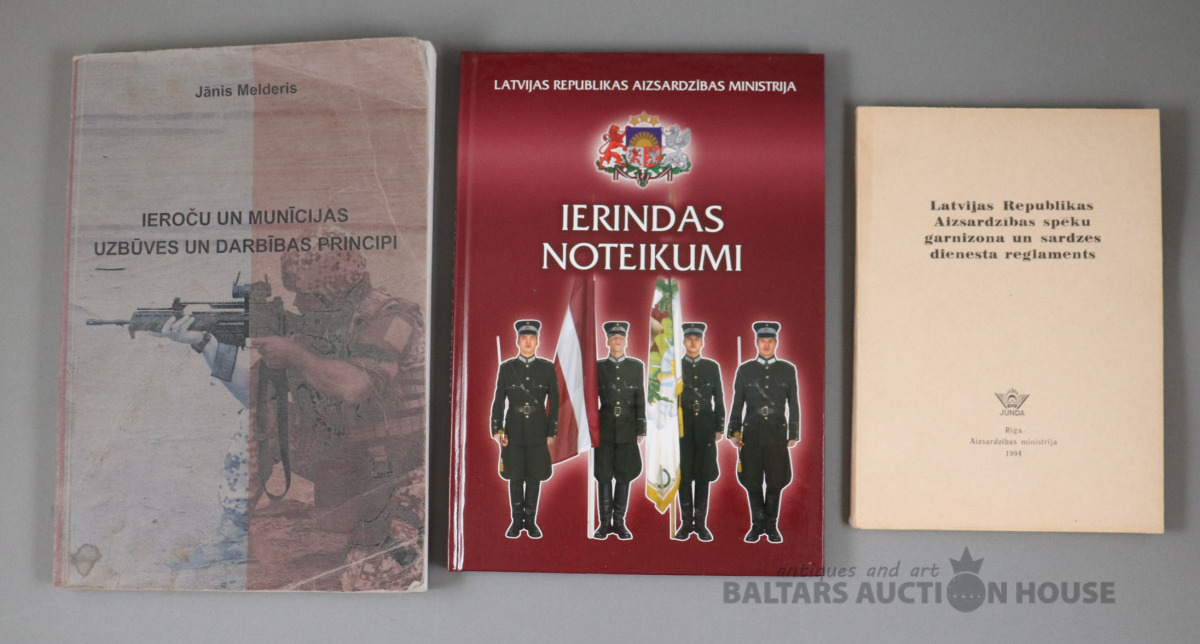 Jānis Melderis
IEROČU UN MUNĪCIJAS
UZBŪVES UN DARBĪBAS PRINCIPI
LATVIJAS REPUBLIKAS AIZSARDZĪBAS MINISTRIJA
IERINDAS
NOTEIKUMI
Latvijas Republikas
Aizsardzības spēku
garnizona un sardzes
dienesta reglaments
JUNDA
Rīga
Aizsardzības ministrija
1994
antiques and art
BALTARS AUCTION HOUSE